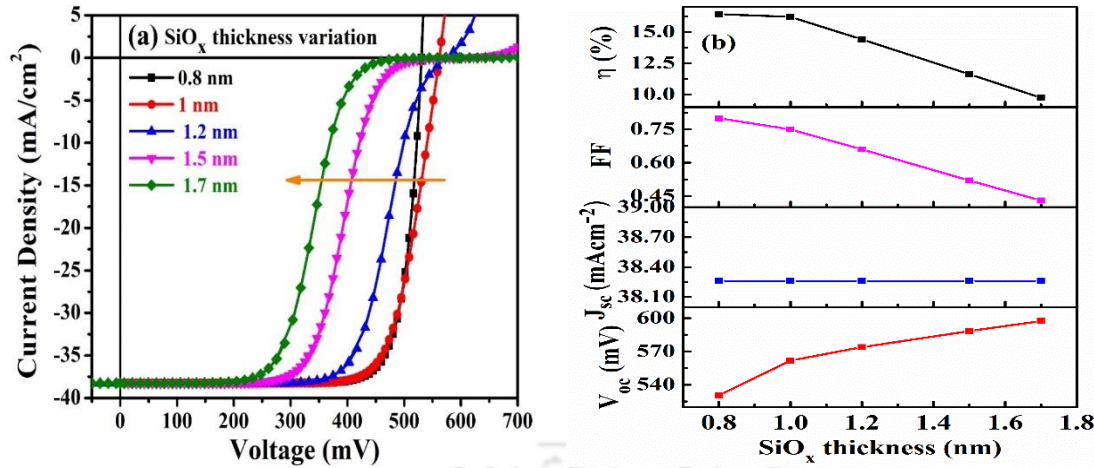 (a) SiOₓ thickness variation
0.8 nm
1 nm
1.2 nm
1.5 nm
1.7 nm
5
0
-5
-10
-15
-20
-25
-30
-35
-40
Current Density (mA/cm²)
0
100
200
300
400
500
600
700
Voltage (mV)
(b)
15.0
12.5
10.0
η (%)
0.75
0.60
0.45
FF
39.00
38.70
38.40
38.10
Jsc (mAcm⁻²)
600
570
540
Voc (mV)
0.8
1.0
1.2
1.4
1.6
1.8
SiOₓ thickness (nm)